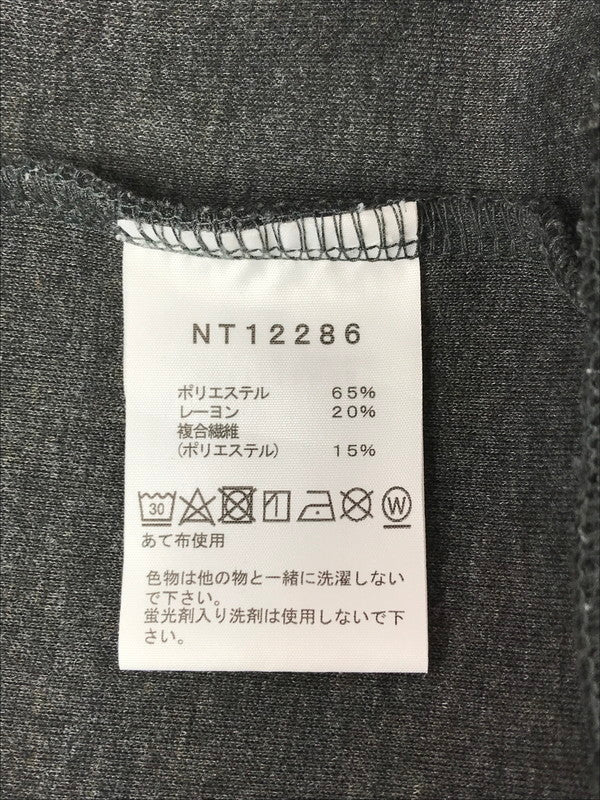 NT12286
ポリエステル 65%
レーヨン 20%
複合繊維
(ポリエステル) 15%
30 W
あて布使用
色物は他の物と一緒に洗濯しない
で下さい。
蛍光剤入り洗剤は使用しないで下
さい。